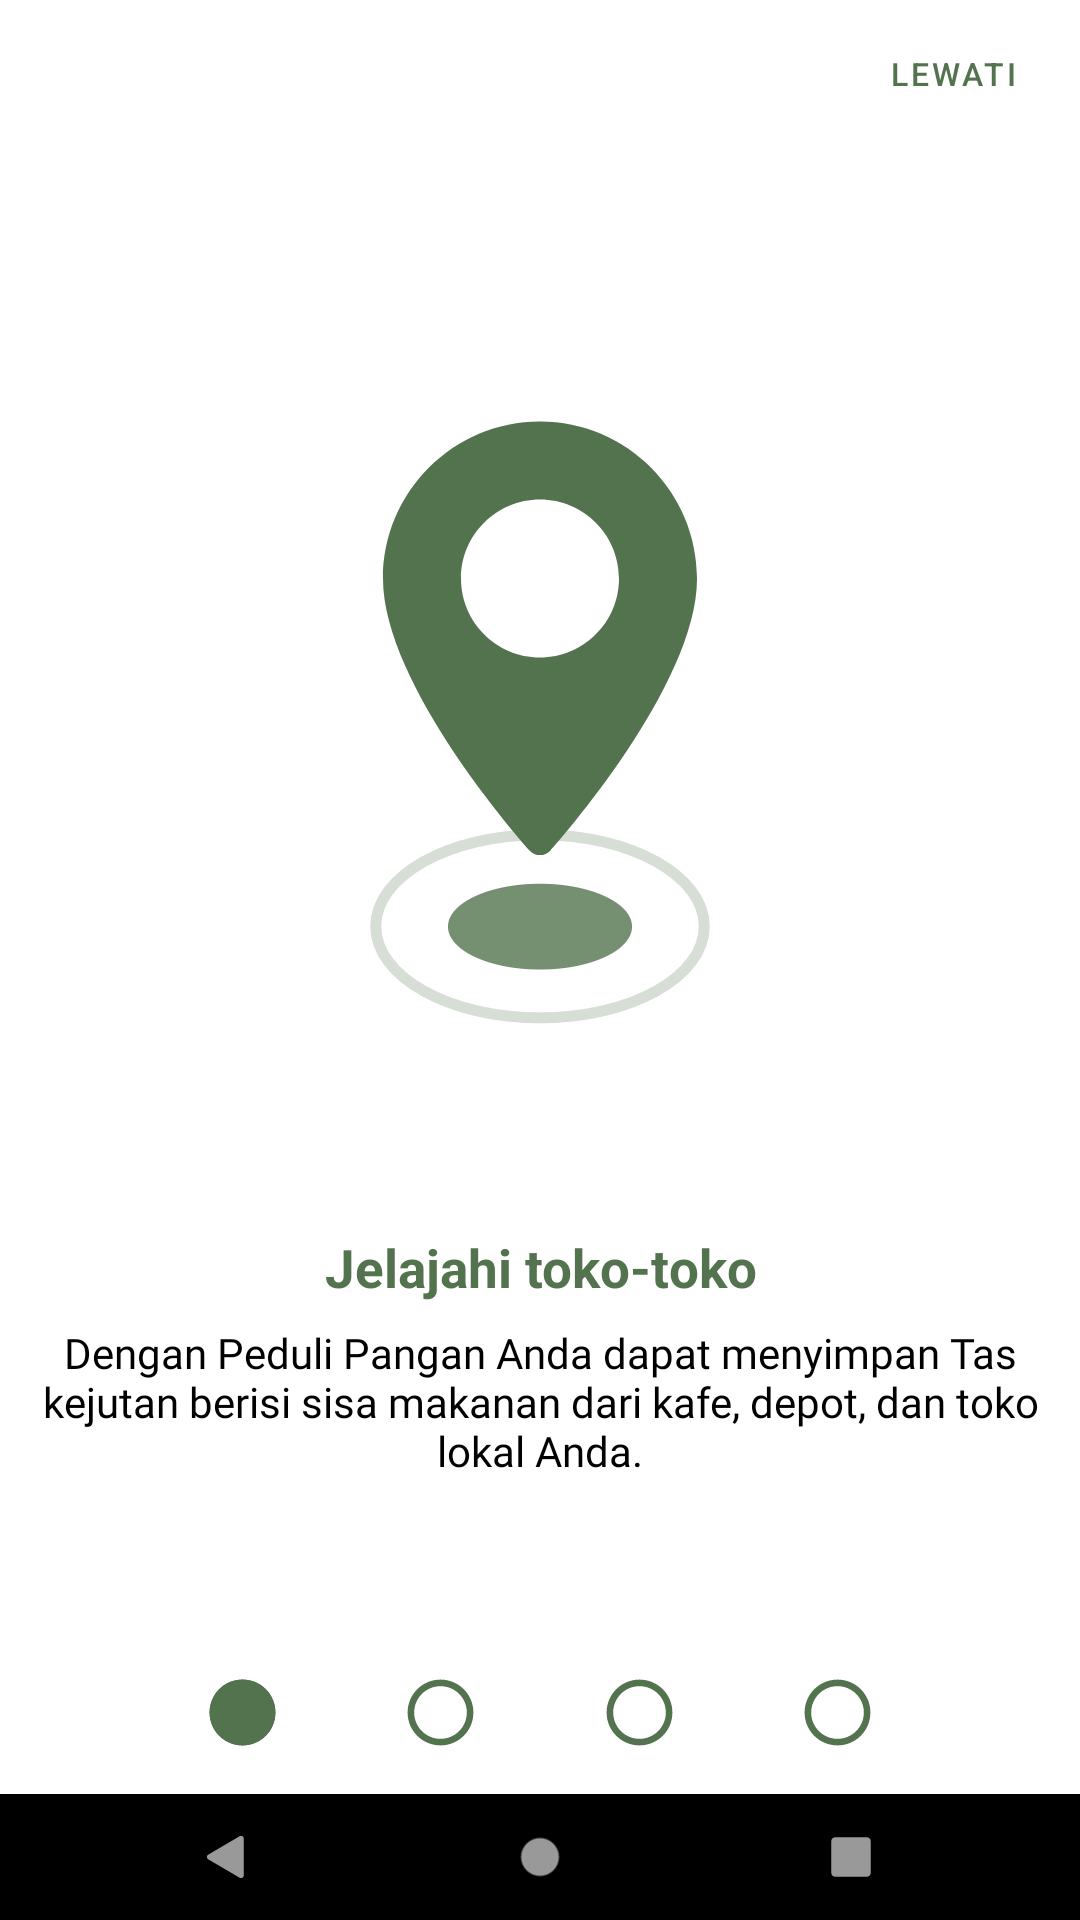 LEWATI
Jelajahi toko-toko
Dengan Peduli Pangan Anda dapat menyimpan Tas
kejutan berisi sisa makanan dari kafe, depot, dan toko
lokal Anda.